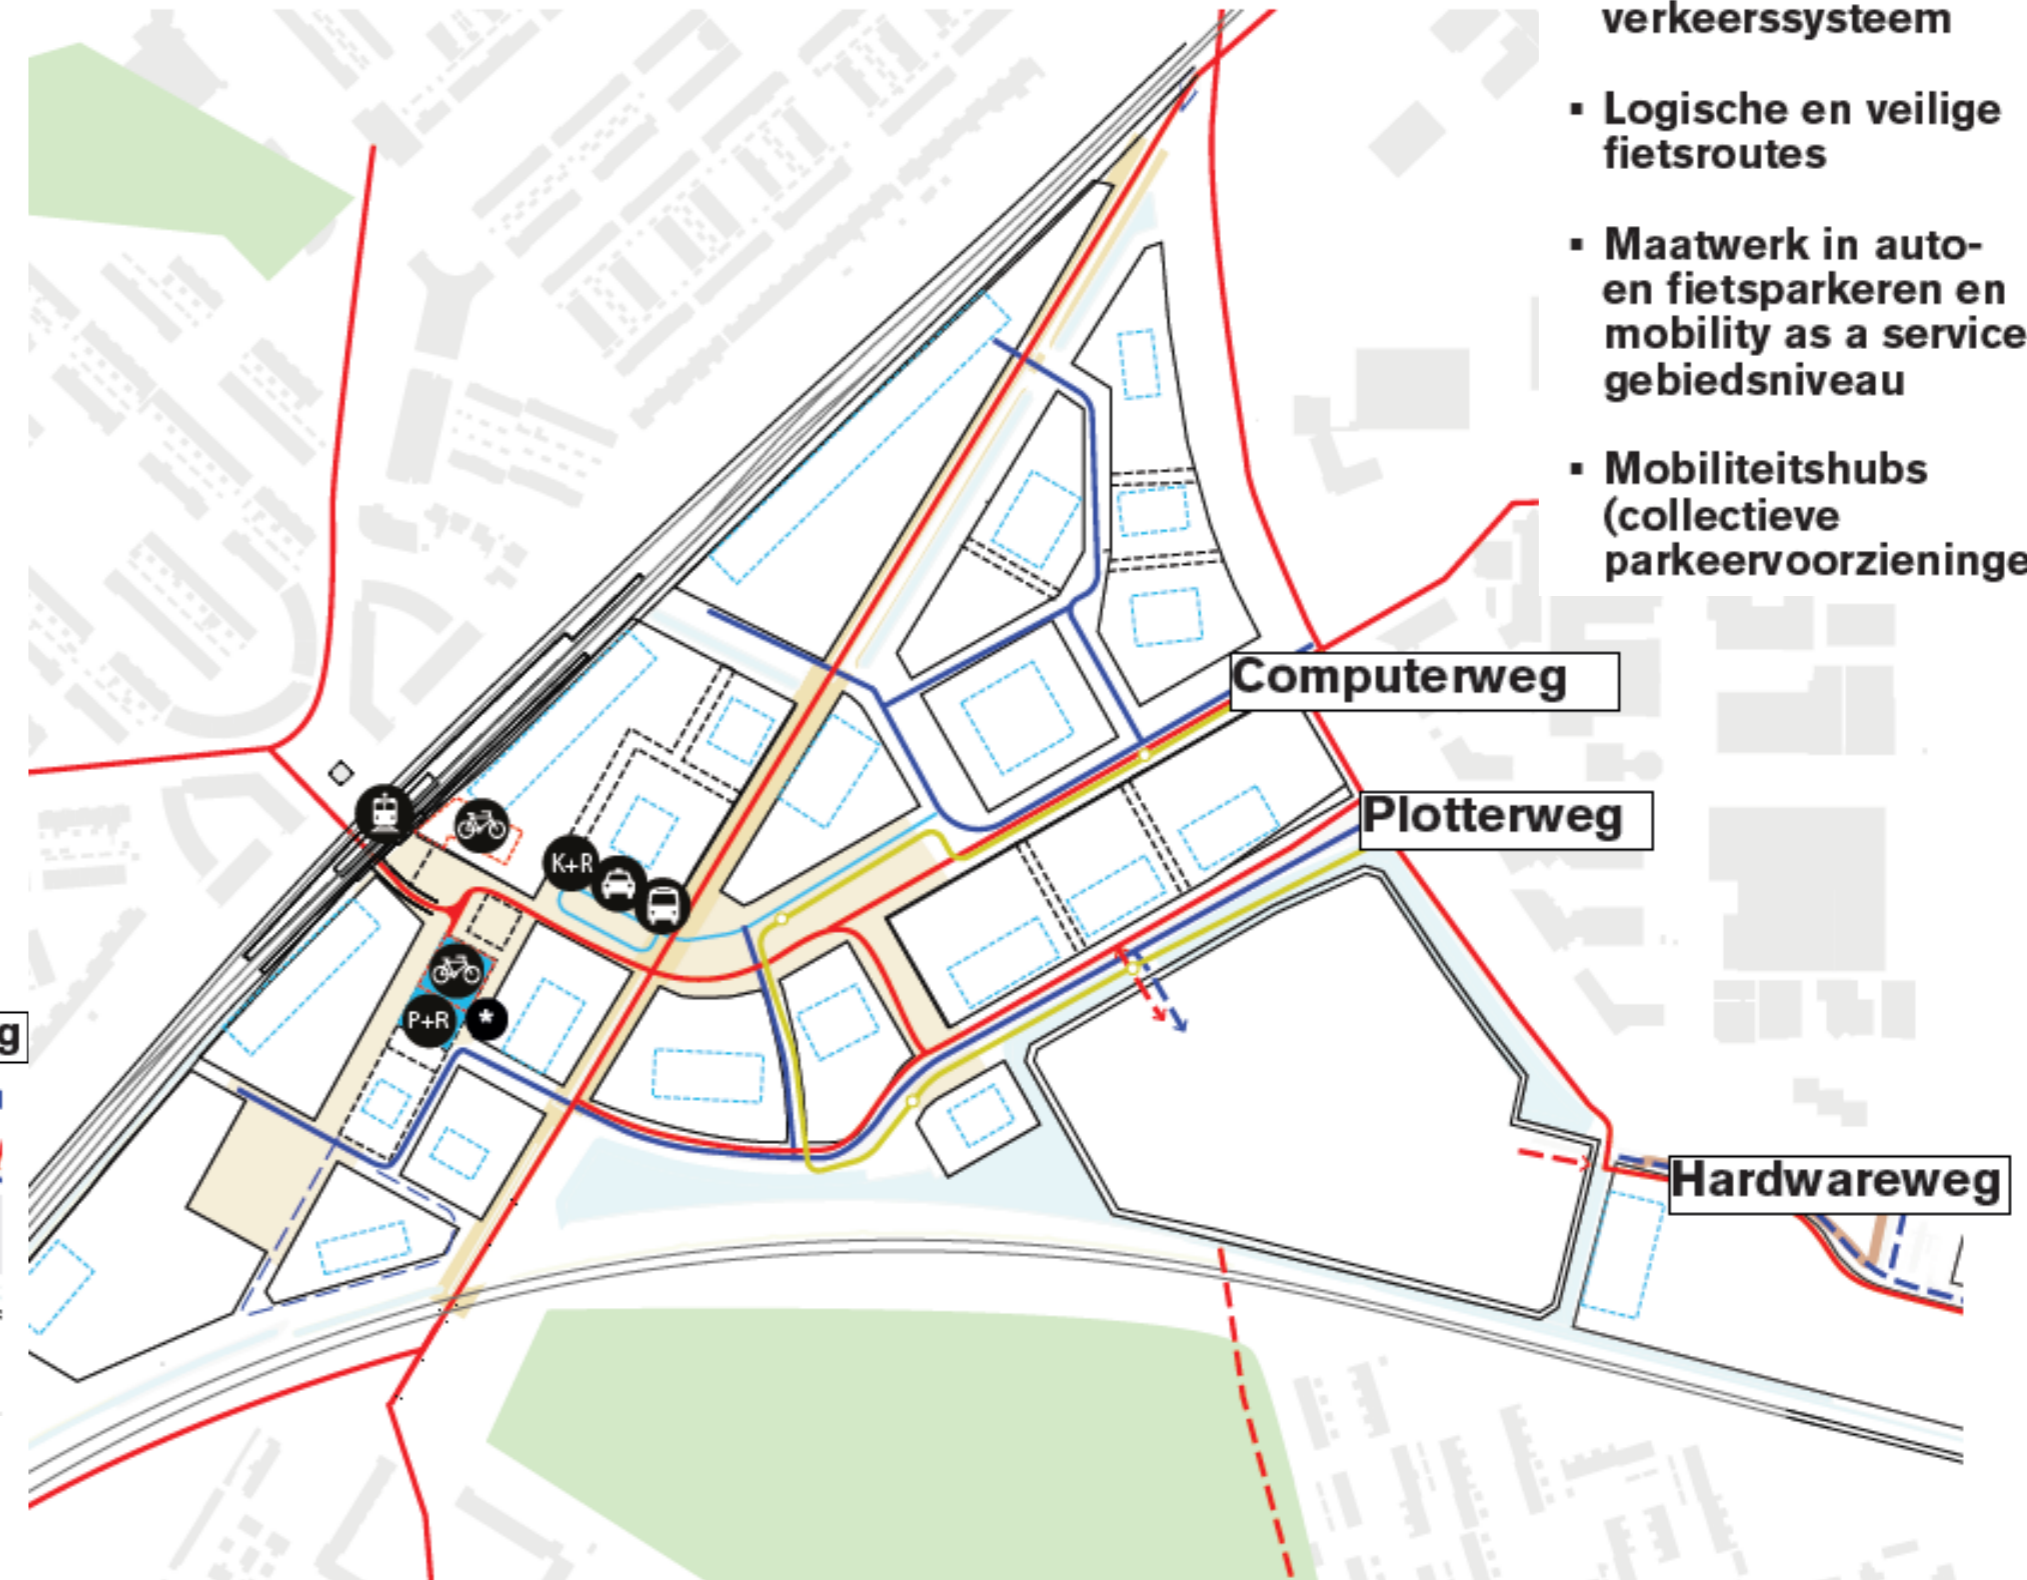 verkeerssysteem
▪ Logische en veilige
fietsroutes
▪ Maatwerk in auto-
en fietsparkeren en
mobility as a service
gebiedsniveau
▪ Mobiliteitshubs
(collectieve
parkeervoorzieninge
Computerweg
Plotterweg
K+R
P+R
*
g
Hardwareweg